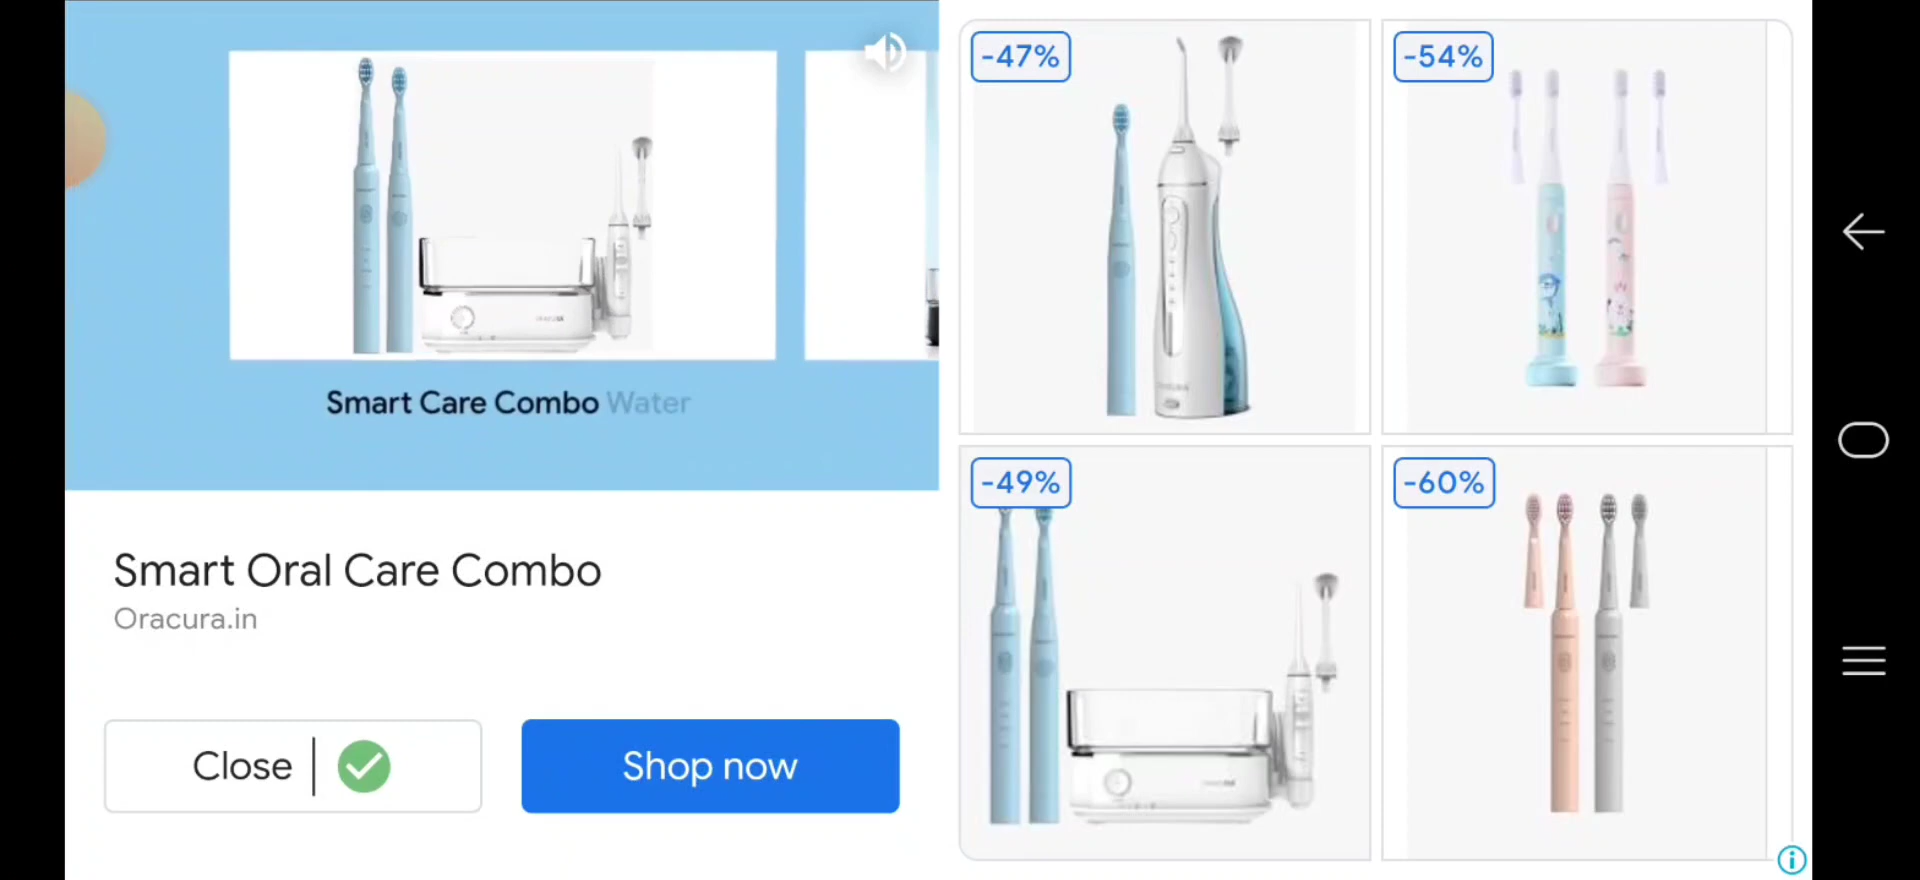 Smart Care Combo Water
Smart Oral Care Combo
Oracura.in
Close
Shop now
-47%
-54%
-49%
-60%